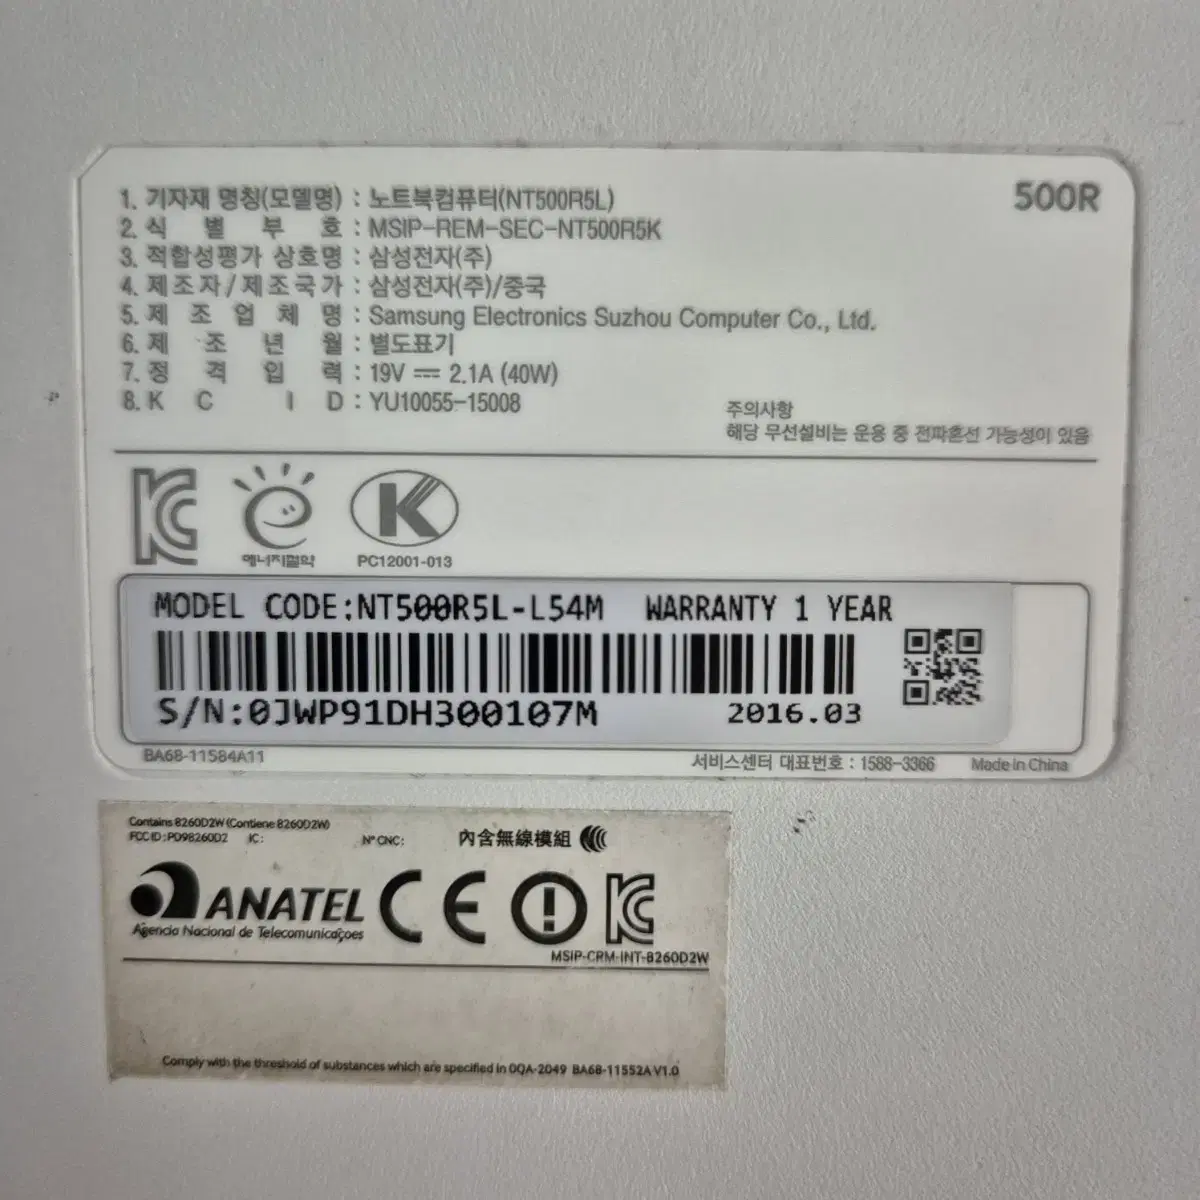 500R
1. 기자재 명칭(모델명) : 노트북컴퓨터(NT500R5L)
2. 식 별 부 호 : MSIP-REM-SEC-NT500R5K
3. 적합성평가 상호명 : 삼성전자(주)
4. 제조자/제조국가 : 삼성전자(주)/중국
5. 제 조 업 체 명 : Samsung Electronics Suzhou Computer Co., Ltd.
6. 제 조 년 월 : 별도표기
7. 정 격 입 력 : 19V ⎓ 2.1A (40W)
8. K C I D : YU10055-15008
주의사항
해당 무선설비는 운용 중 전파혼선 가능성이 있음
에너지절약
PC12001-013
MODEL CODE:NT500R5L-L54M WARRANTY 1 YEAR
S/N:0JWP91DH300107M 2016.03
BA68-11584A11 서비스센터 대표번호 : 1588-3366 Made in China
Contains 8260D2W (Contiene 8260D2W)
FCC ID : PD98260D2 IC : N° CNC: 內含無線模組
ANATEL CE
Agencia Nacional de Telecomunicaçoes
MSIP-CRM-INT-8260D2W
Comply with the threshold of substances which are specified in 0QA-2049 BA68-11552A V1.0